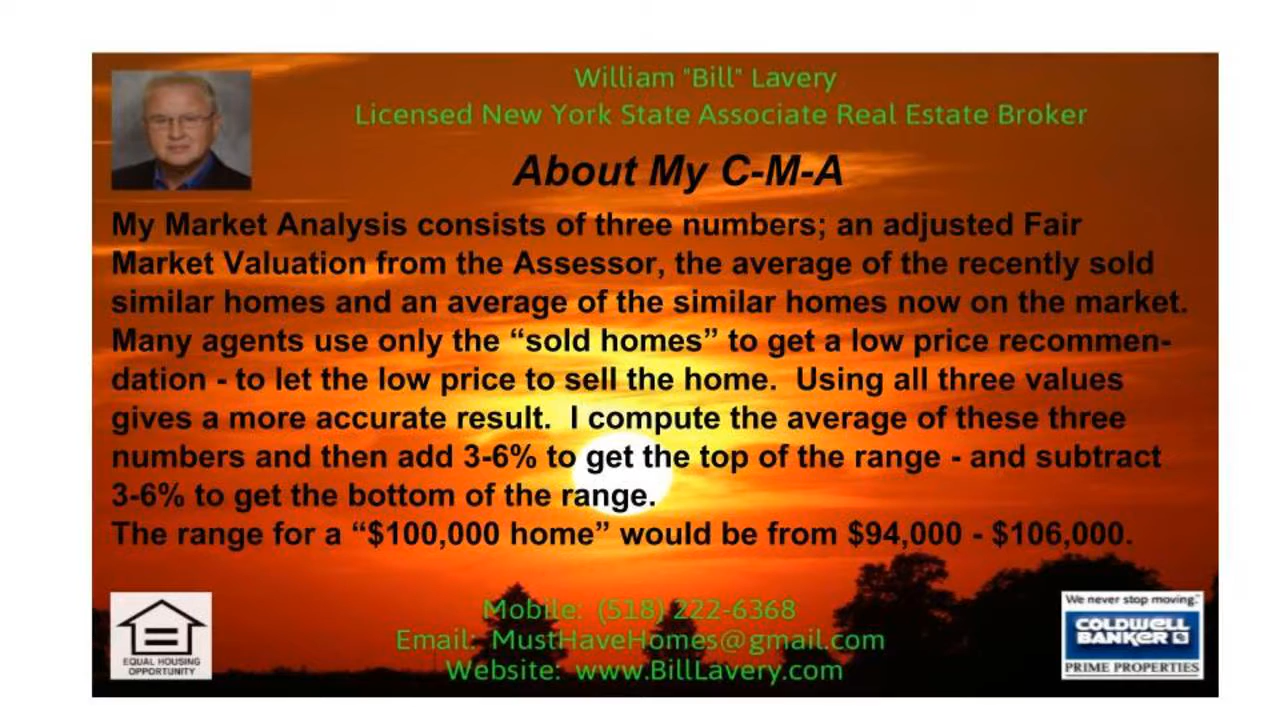 William "Bill" Lavery
Licensed New York State Associate Real Estate Broker
About My C-M-A
My Market Analysis consists of three numbers; an adjusted Fair
Market Valuation from the Assessor, the average of the recently sold
similar homes and an average of the similar homes now on the market.
Many agents use only the “sold homes” to get a low price recommen-
dation - to let the low price to sell the home.  Using all three values
gives a more accurate result.  I compute the average of these three
numbers and then add 3-6% to get the top of the range - and subtract
3-6% to get the bottom of the range.
The range for a “$100,000 home” would be from $94,000 - $106,000.
Mobile:  (518) 222-6368
Email:  MustHaveHomes@gmail.com
Website:  www.BillLavery.com
EQUAL HOUSING
OPPORTUNITY
We never stop moving.™
COLDWELL
BANKER
PRIME PROPERTIES